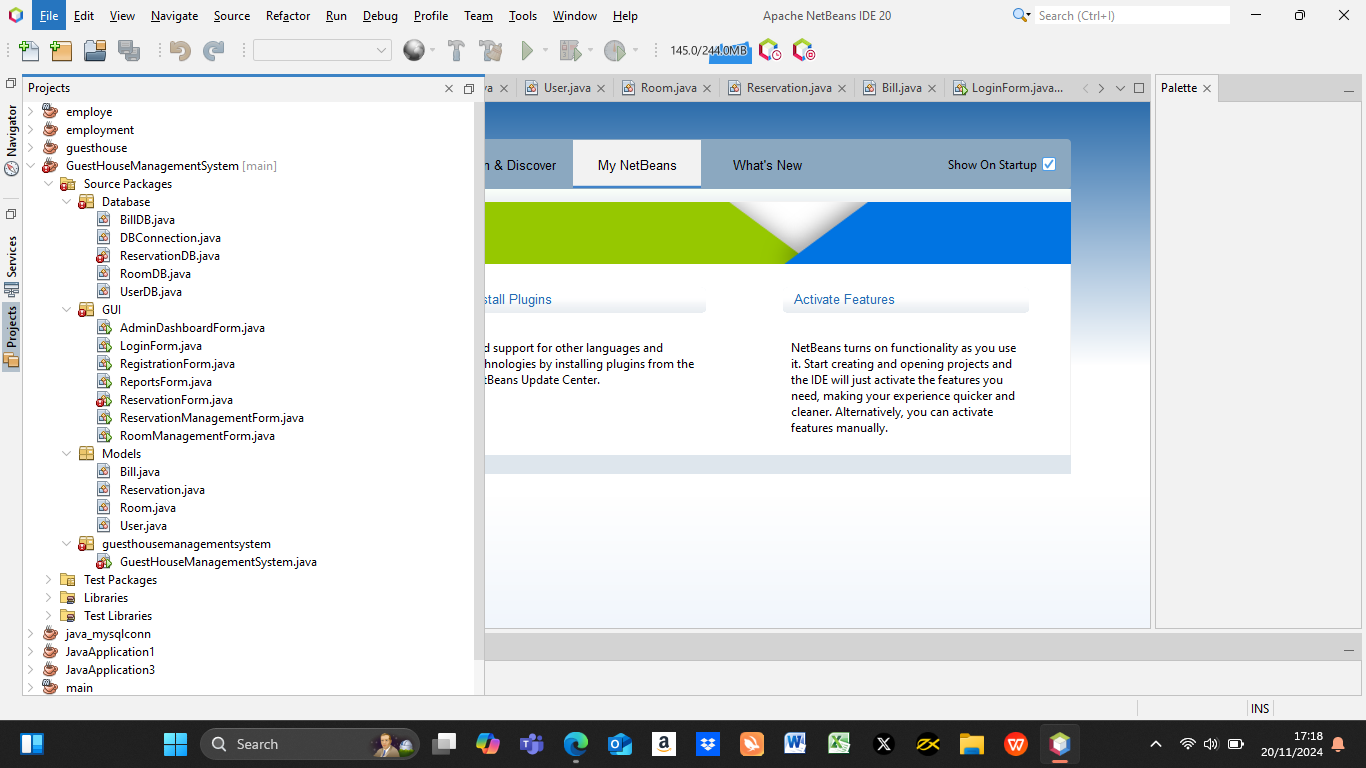 File Edit View Navigate Source Refactor Run Debug Profile Team Tools Window Help Apache NetBeans IDE 20 Search (Ctrl+I)
145.0/244.0MB
Projects
va User.java Room.java Reservation.java Bill.java LoginForm.java... Palette
Navigator
Services
Projects
employe
employment
guesthouse
GuestHouseManagementSystem [main]
Source Packages
Database
BillDB.java
DBConnection.java
ReservationDB.java
RoomDB.java
UserDB.java
GUI
AdminDashboardForm.java
LoginForm.java
RegistrationForm.java
ReportsForm.java
ReservationForm.java
ReservationManagementForm.java
RoomManagementForm.java
Models
Bill.java
Reservation.java
Room.java
User.java
guesthousemanagementsystem
GuestHouseManagementSystem.java
Test Packages
Libraries
Test Libraries
java_mysqlconn
JavaApplication1
JavaApplication3
main
n & Discover My NetBeans What's New Show On Startup
stall Plugins
d support for other languages and
chnologies by installing plugins from the
tBeans Update Center.
Activate Features
NetBeans turns on functionality as you use
it. Start creating and opening projects and
the IDE will just activate the features you
need, making your experience quicker and
cleaner. Alternatively, you can activate
features manually.
INS
Search
17:18
20/11/2024